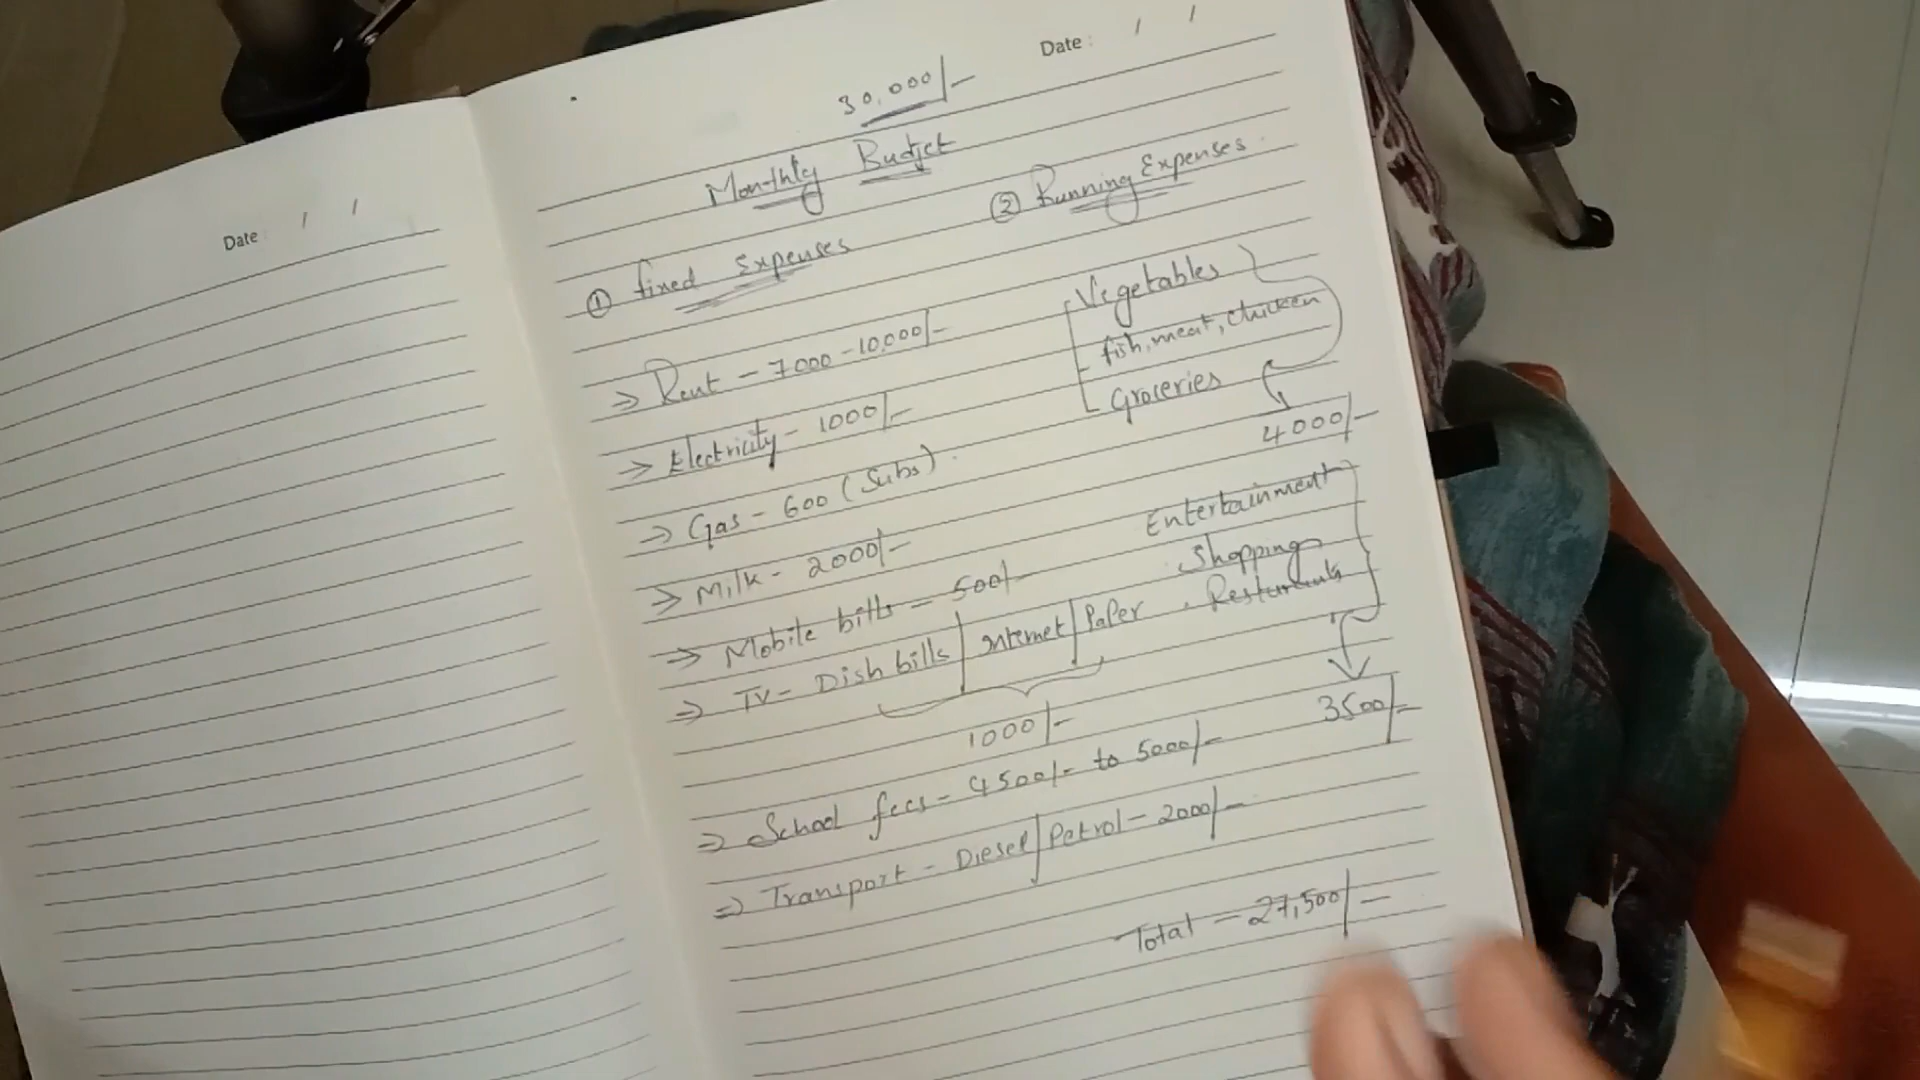 Date / /
Date: / /
30,000/-
Monthly Budjet
① fixed Expenses
② Running Expenses
⇒ Rent - 7000 - 10,000/-
⇒ Electricity - 1000/-
⇒ Gas - 600 (Subs)
⇒ Milk - 2000/-
⇒ Mobile bills - 500/-
⇒ TV - Dish bills / Internet / Paper
1000/-
⇒ School fees - 4500/- to 5000/-
⇒ Transport - Diesel / Petrol - 2000/-
Vegetables
fish, meat, chicken
Groceries
4000/-
Entertainment
Shopping
Resturants
3500/-
Total = 27,500/-